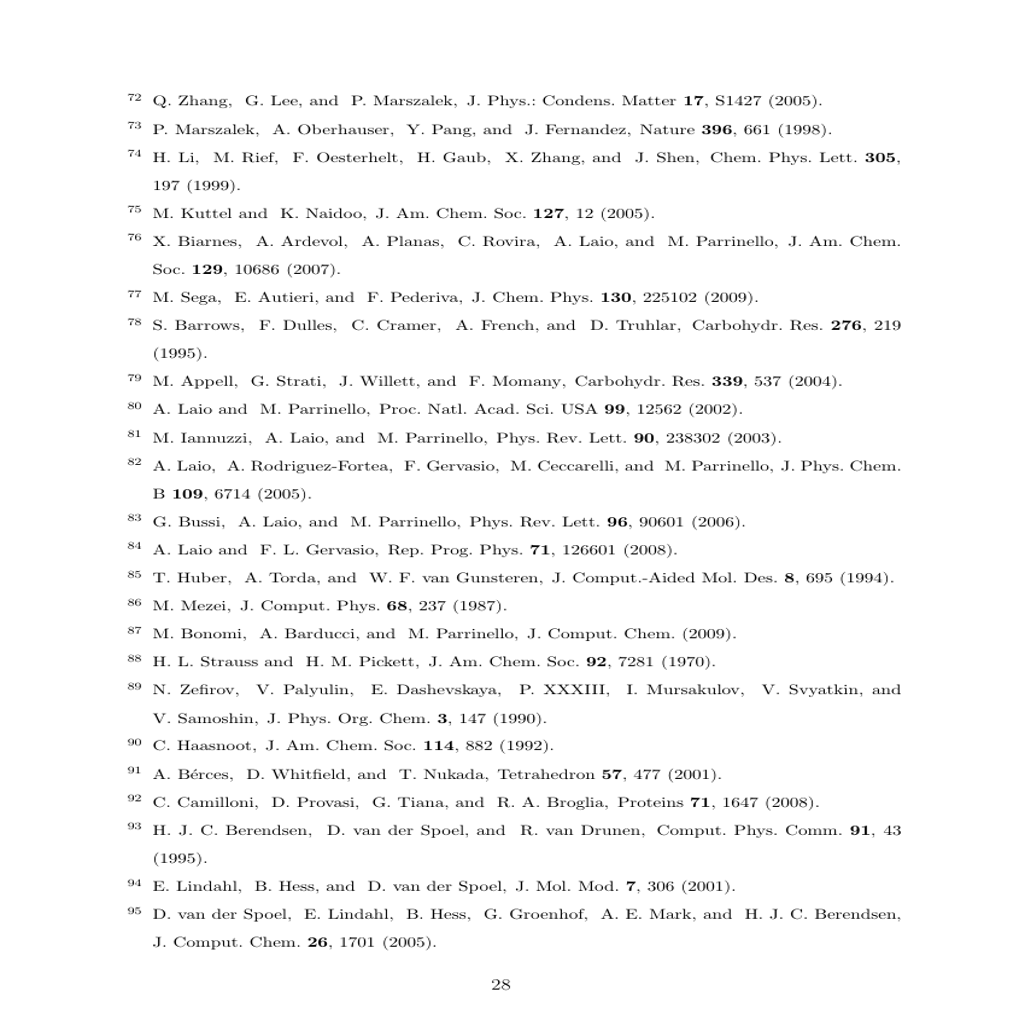 72 Q. Zhang, G. Lee, and P. Marszalek, J. Phys.: Condens. Matter 17, S1427 (2005).
73 P. Marszalek, A. Oberhauser, Y. Pang, and J. Fernandez, Nature 396, 661 (1998).
74 H. Li, M. Rief, F. Oesterhelt, H. Gaub, X. Zhang, and J. Shen, Chem. Phys. Lett. 305,
197 (1999).
75 M. Kuttel and K. Naidoo, J. Am. Chem. Soc. 127, 12 (2005).
76 X. Biarnes, A. Ardevol, A. Planas, C. Rovira, A. Laio, and M. Parrinello, J. Am. Chem.
Soc. 129, 10686 (2007).
77 M. Sega, E. Autieri, and F. Pederiva, J. Chem. Phys. 130, 225102 (2009).
78 S. Barrows, F. Dulles, C. Cramer, A. French, and D. Truhlar, Carbohydr. Res. 276, 219
(1995).
79 M. Appell, G. Strati, J. Willett, and F. Momany, Carbohydr. Res. 339, 537 (2004).
80 A. Laio and M. Parrinello, Proc. Natl. Acad. Sci. USA 99, 12562 (2002).
81 M. Iannuzzi, A. Laio, and M. Parrinello, Phys. Rev. Lett. 90, 238302 (2003).
82 A. Laio, A. Rodriguez-Fortea, F. Gervasio, M. Ceccarelli, and M. Parrinello, J. Phys. Chem.
B 109, 6714 (2005).
83 G. Bussi, A. Laio, and M. Parrinello, Phys. Rev. Lett. 96, 90601 (2006).
84 A. Laio and F. L. Gervasio, Rep. Prog. Phys. 71, 126601 (2008).
85 T. Huber, A. Torda, and W. F. van Gunsteren, J. Comput.-Aided Mol. Des. 8, 695 (1994).
86 M. Mezei, J. Comput. Phys. 68, 237 (1987).
87 M. Bonomi, A. Barducci, and M. Parrinello, J. Comput. Chem. (2009).
88 H. L. Strauss and H. M. Pickett, J. Am. Chem. Soc. 92, 7281 (1970).
89 N. Zefirov, V. Palyulin, E. Dashevskaya, P. XXXIII, I. Mursakulov, V. Svyatkin, and
V. Samoshin, J. Phys. Org. Chem. 3, 147 (1990).
90 C. Haasnoot, J. Am. Chem. Soc. 114, 882 (1992).
91 A. Bérces, D. Whitfield, and T. Nukada, Tetrahedron 57, 477 (2001).
92 C. Camilloni, D. Provasi, G. Tiana, and R. A. Broglia, Proteins 71, 1647 (2008).
93 H. J. C. Berendsen, D. van der Spoel, and R. van Drunen, Comput. Phys. Comm. 91, 43
(1995).
94 E. Lindahl, B. Hess, and D. van der Spoel, J. Mol. Mod. 7, 306 (2001).
95 D. van der Spoel, E. Lindahl, B. Hess, G. Groenhof, A. E. Mark, and H. J. C. Berendsen,
J. Comput. Chem. 26, 1701 (2005).
28